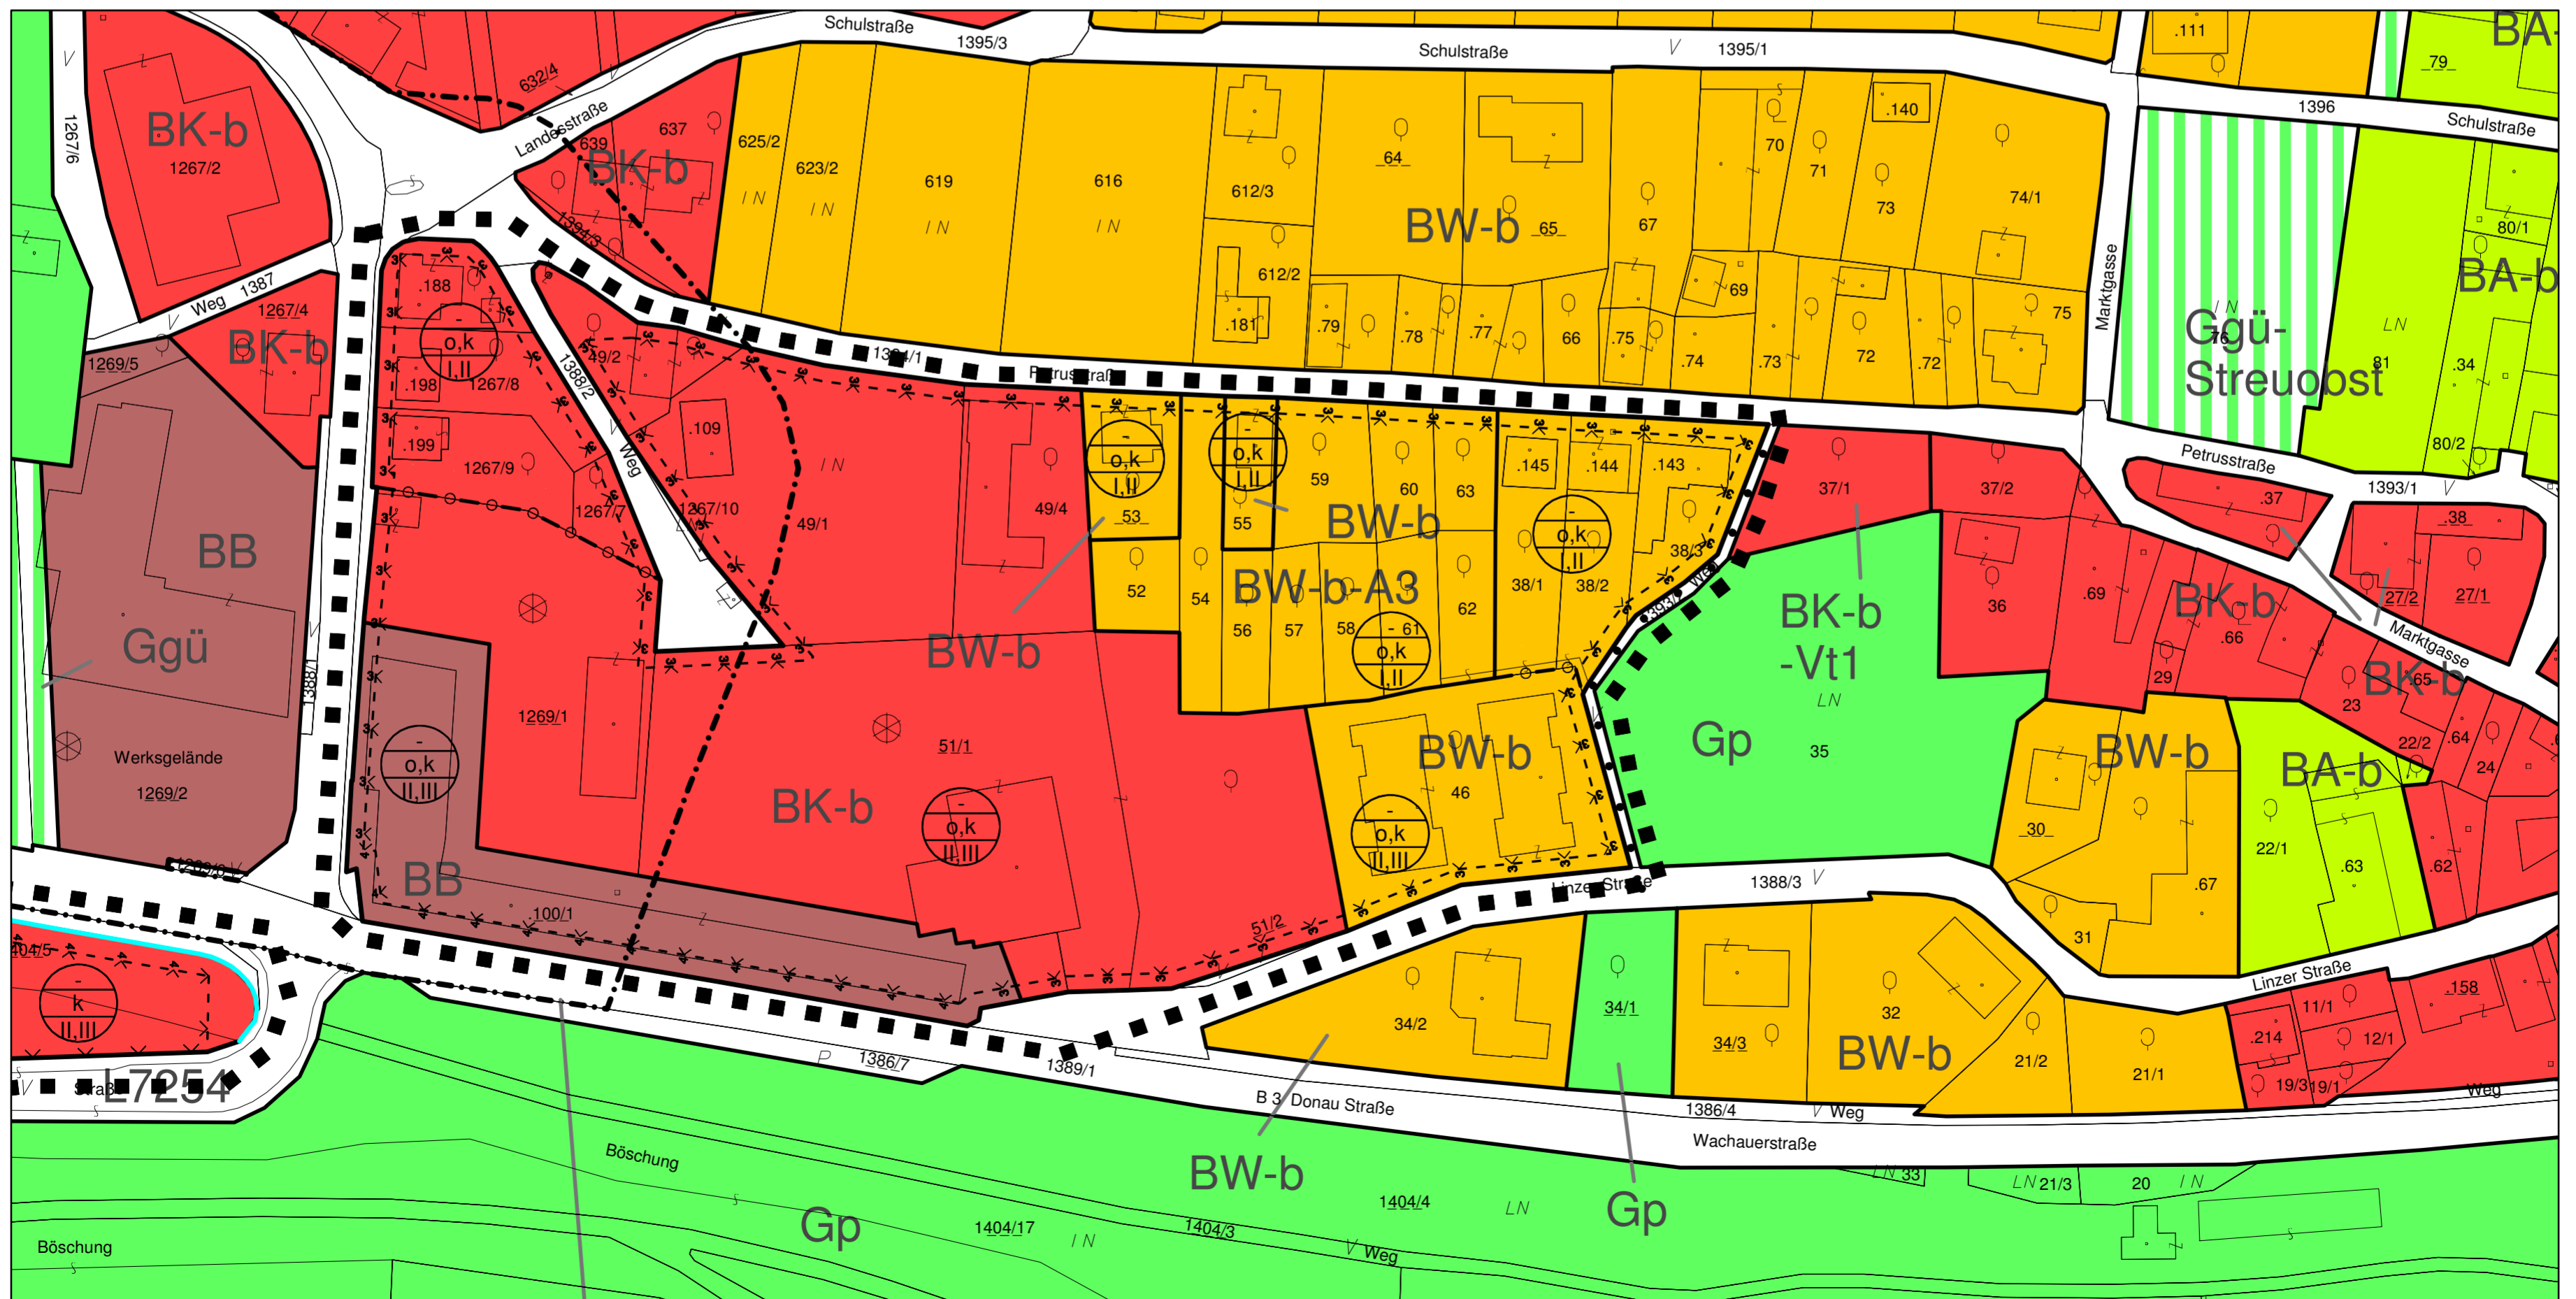 Schulstraße
1395/3
Schulstraße
1395/1
.111
BA-
79
1267/6
BK-b
1267/2
632/4
Landesstraße
637
639
BK-b
1394/3
625/2
623/2
619
616
612/3
64
BW-b
65
67
70
71
.140
73
74/1
1396
Schulstraße
80/1
BA-b
Marktgasse
Weg 1387
1267/4
BK-b
1269/5
.188
-
o,k
I,II
.198
1267/8
.199
1267/9
1267/7
1388/2
Weg
49/2
.109
1267/10
49/1
49/4
612/2
.181
.79
.78
.77
66
.75
69
.74
.73
72
.72
75
Ggü-
Streuobst
76
81
.34
80/2
1394/1
Petrusstraße
-
o,k
I,II
53
-
o,k
I,II
55
59
60
63
BW-b
.145
.144
.143
-
o,k
I,II
38/3
38/1
38/2
52
54
BW-b-A3
56
57
58
61
62
-
o,k
I,II
BW-b
1393/
Weg
37/1
37/2
Petrusstraße
.37
1393/1
.38
27/2
27/1
36
.69
BK-b
.66
29
Marktgasse
BK-b
.65
23
.64
22/2
24
BK-b
-Vt1
LN
Gp
35
BB
Ggü
Werksgelände
1269/2
1388/1
1269/1
51/1
BK-b
-
o,k
II,III
-
o,k
II,III
BB
.100/1
51/2
BW-b
46
-
o,k
II,III
Linzer Straße
1388/3
30
BW-b
.67
31
BA-b
22/1
.63
.62
Linzer Straße
-
k
II,III
L7254
34/2
34/1
34/3
32
BW-b
21/2
21/1
.214
11/1
12/1
19/3
19/1
.158
Weg
1386/7
1389/1
B 3 Donau Straße
1386/4
Weg
Wachauerstraße
Böschung
Böschung
Gp
1404/17
1404/3
BW-b
1404/4
LN
Weg
Gp
LN 33
LN 21/3
20